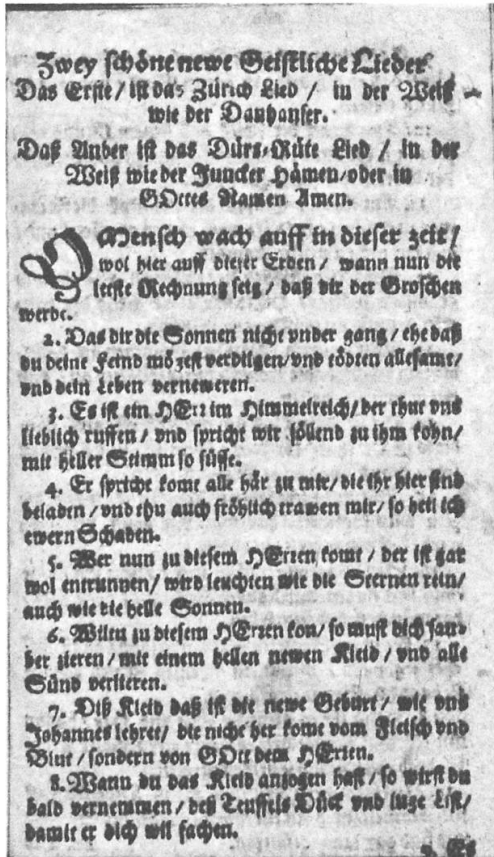 Zwey schöne newe Geistliche Lieder
Das Erste / ist das Zürich Lied / in der Weiß
wie der Danhauser.
Daß Ander ist das Dürs-Rüte Lied / in der
Weiß wie der Juncker Hämen / oder in
GOttes Namen Amen.
O Mensch wach auff in dieser zeit /
wol hier auff dieser Erden / wann nun die
letste Rechnung seig / daß dir der Groschen
werde.
2. Das dir die Sonnen nicht vnder gang / ehe daß
du deine Feind mögest verdilgen / vnd tödten allesame /
vnd dein Leben verneweren.
3. Es ist ein HErr im Himmelreich / der thut vns
lieblich ruffen / vnd spricht wir söllend zu ihm kohn /
mit heller Stimm so süsse.
4. Er spricht kome alle här zu mir / die ihr hier sind
beladen / vnd thu auch fröhlich trawen mir / so heil ich
ewern Schaden.
5. Wer nun zu diesem HErren komt / der ist gar
wol entrunnen / wird leuchten wie die Sternen rein /
auch wie die helle Sonnen.
6. Wiltu zu diesem HErren kon / so must dich sau-
ber zieren / mit einem hellen newen Kleid / vnd alle
Sünd verlieren.
7. Diß Kleid daß ist die newe Geburt / wie vns
Johannes lehret / die nicht her komt vom Fleisch vnd
Blut / sondern von GOtt dem HErren.
8. Wann du das Kleid anzogen hast / so wirst du
bald vernemmen / deß Teuffels Dück vnd luge List /
damit er dich wil fachen.
9. Es